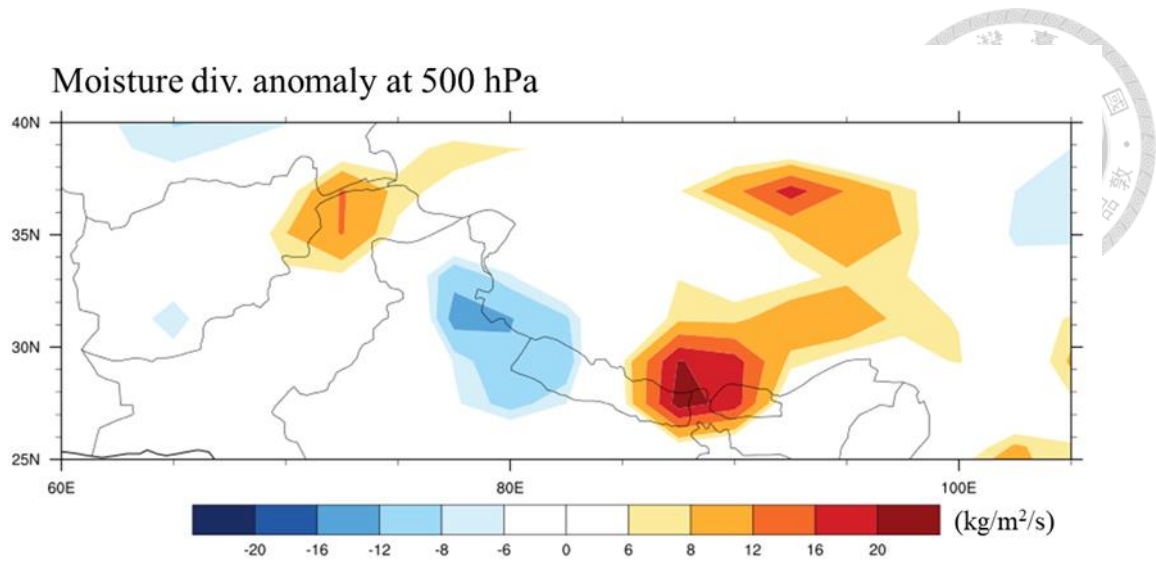 Moisture div. anomaly at 500 hPa
40N
35N
30N
25N
60E 80E 100E
-20 -16 -12 -8 -6 0 6 8 12 16 20 (kg/m²/s)